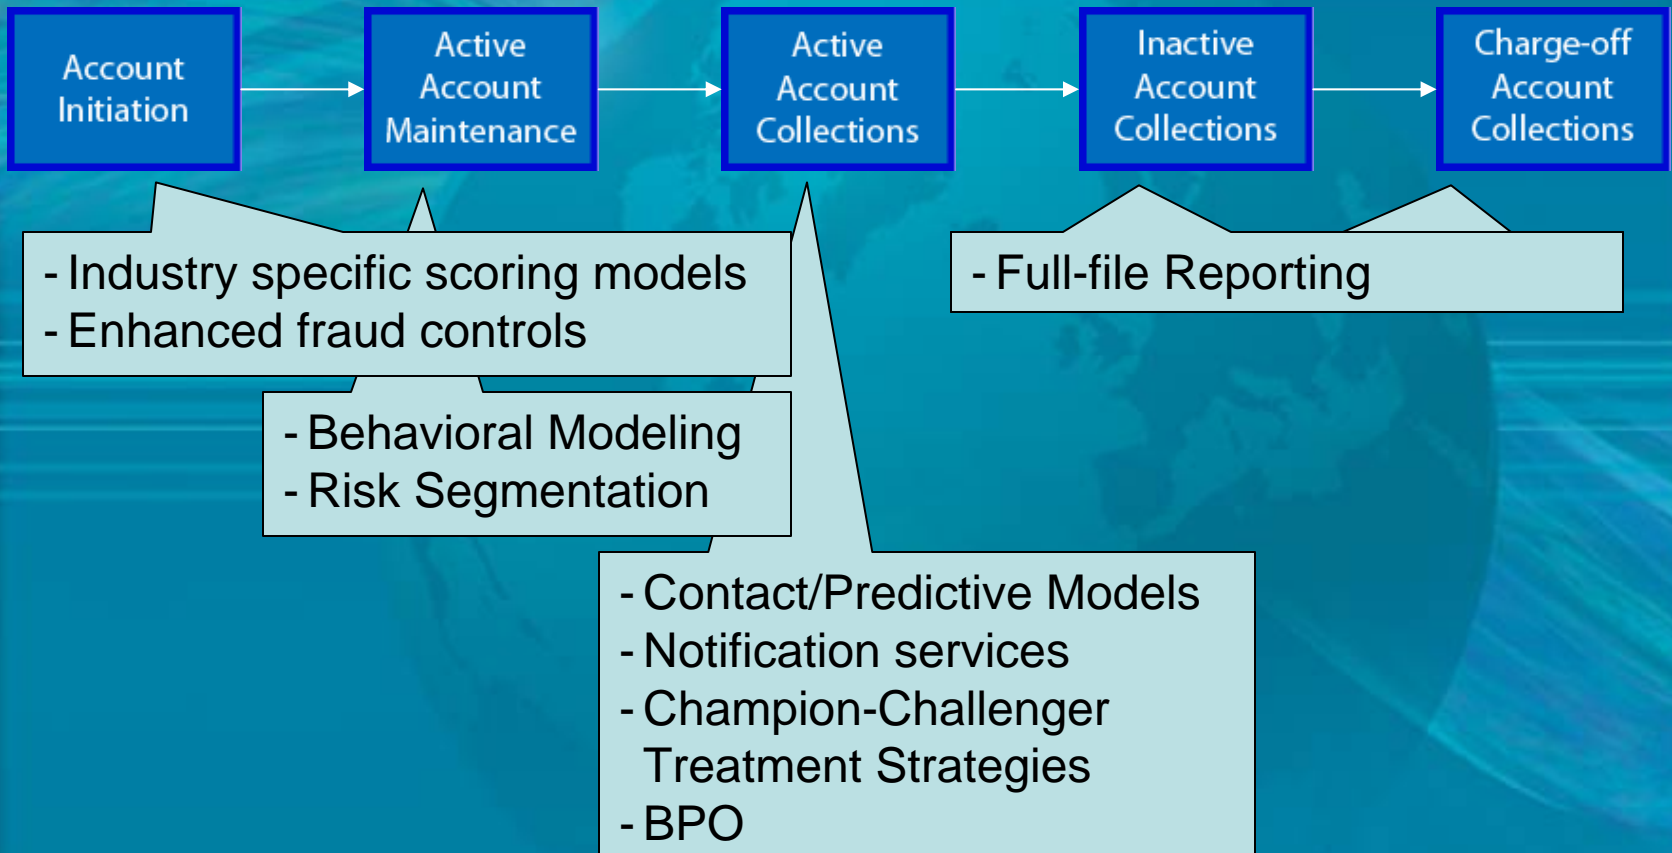 Account
Initiation
Active
Account
Maintenance
Active
Account
Collections
Inactive
Account
Collections
Charge-off
Account
Collections
- Industry specific scoring models
- Enhanced fraud controls
- Full-file Reporting
- Behavioral Modeling
- Risk Segmentation
- Contact/Predictive Models
- Notification services
- Champion-Challenger
Treatment Strategies
- BPO